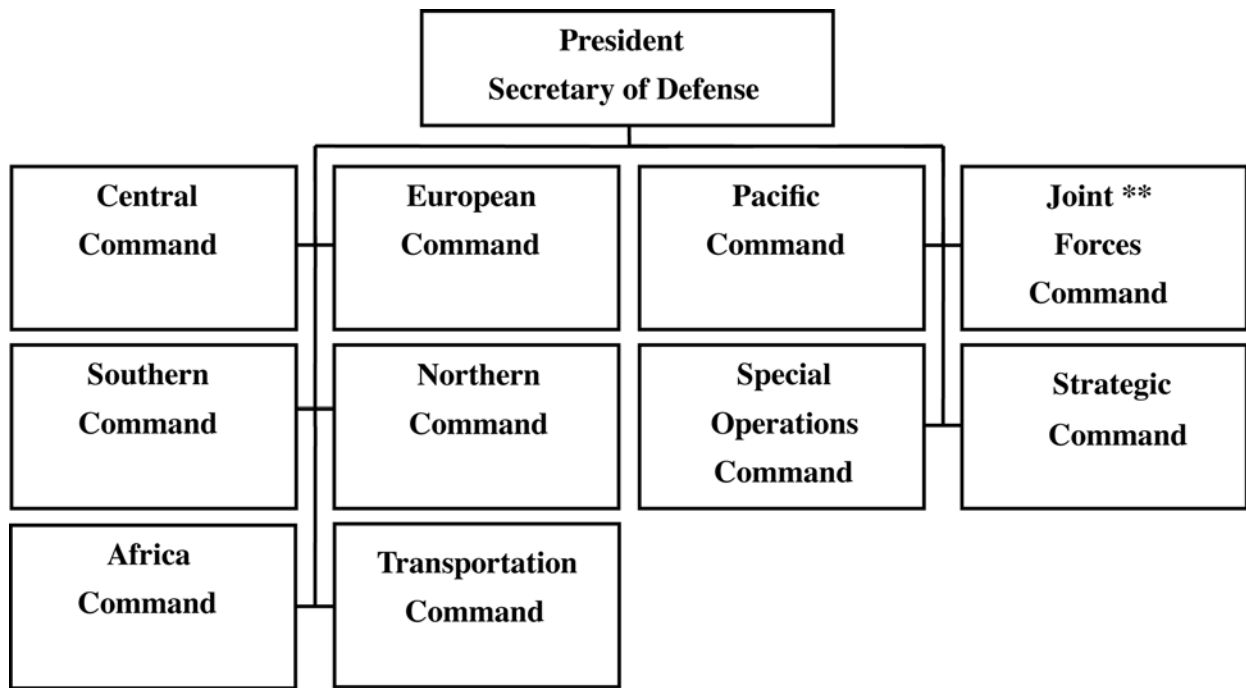 President
Secretary of Defense
Central
Command
European
Command
Pacific
Command
Joint **
Forces
Command
Southern
Command
Northern
Command
Special
Operations
Command
Strategic
Command
Africa
Command
Transportation
Command